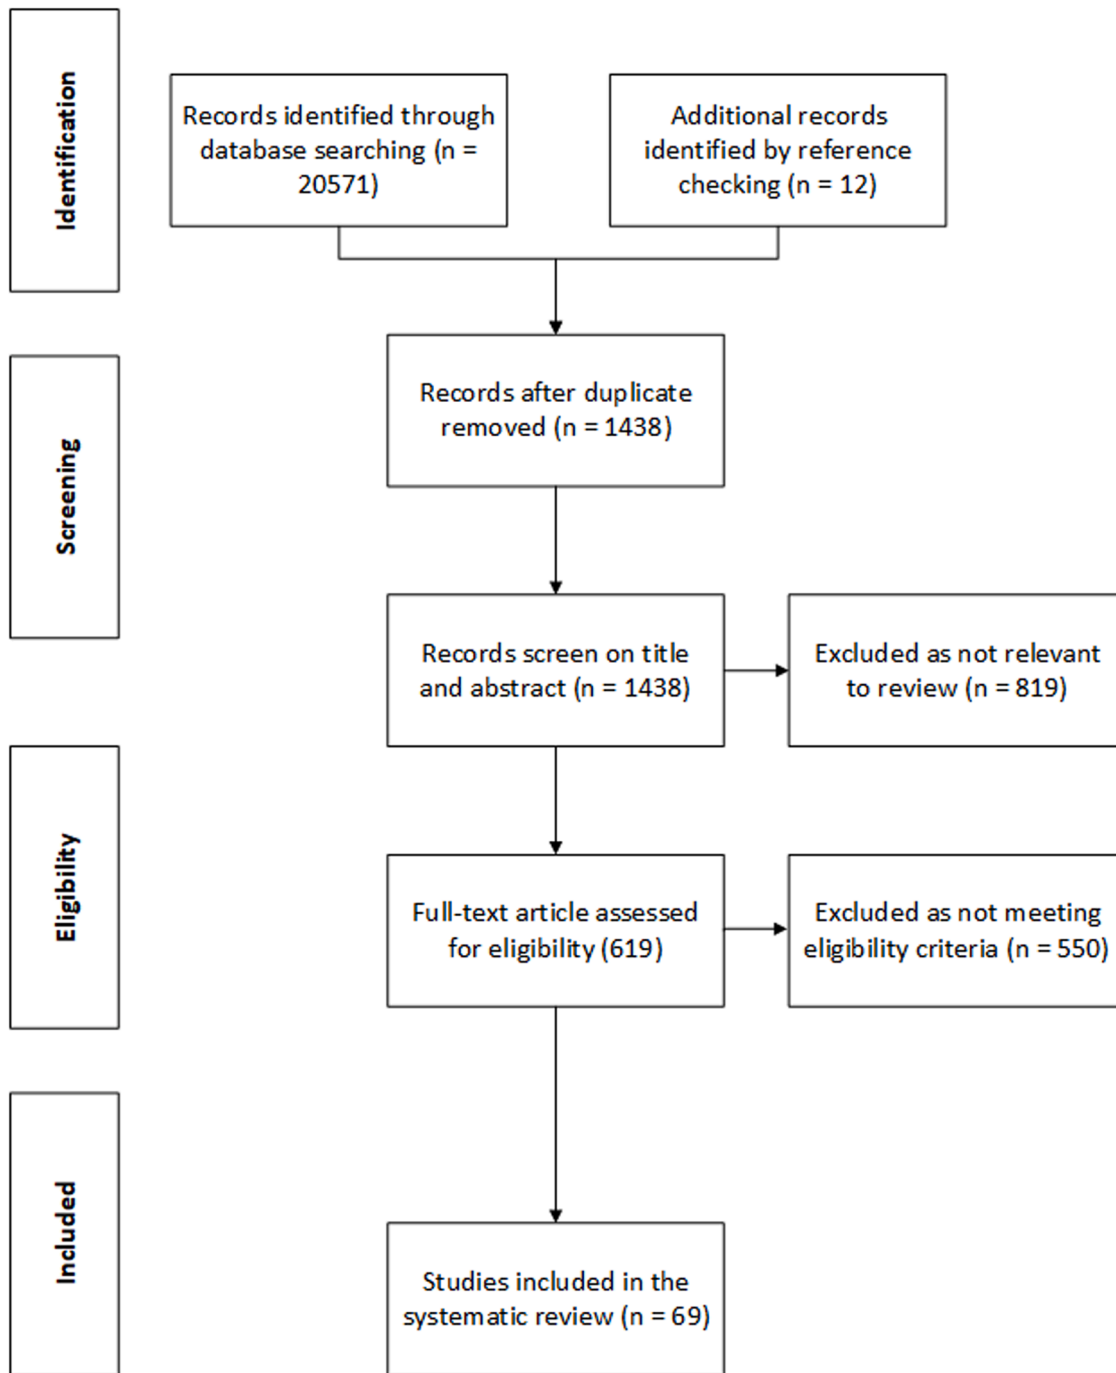 Identification
Records identified through
database searching (n =
20571)
Additional records
identified by reference
checking (n = 12)
Screening
Records after duplicate
removed (n = 1438)
Records screen on title
and abstract (n = 1438)
Excluded as not relevant
to review (n = 819)
Eligibility
Full-text article assessed
for eligibility (619)
Excluded as not meeting
eligibility criteria (n = 550)
Included
Studies included in the
systematic review (n = 69)